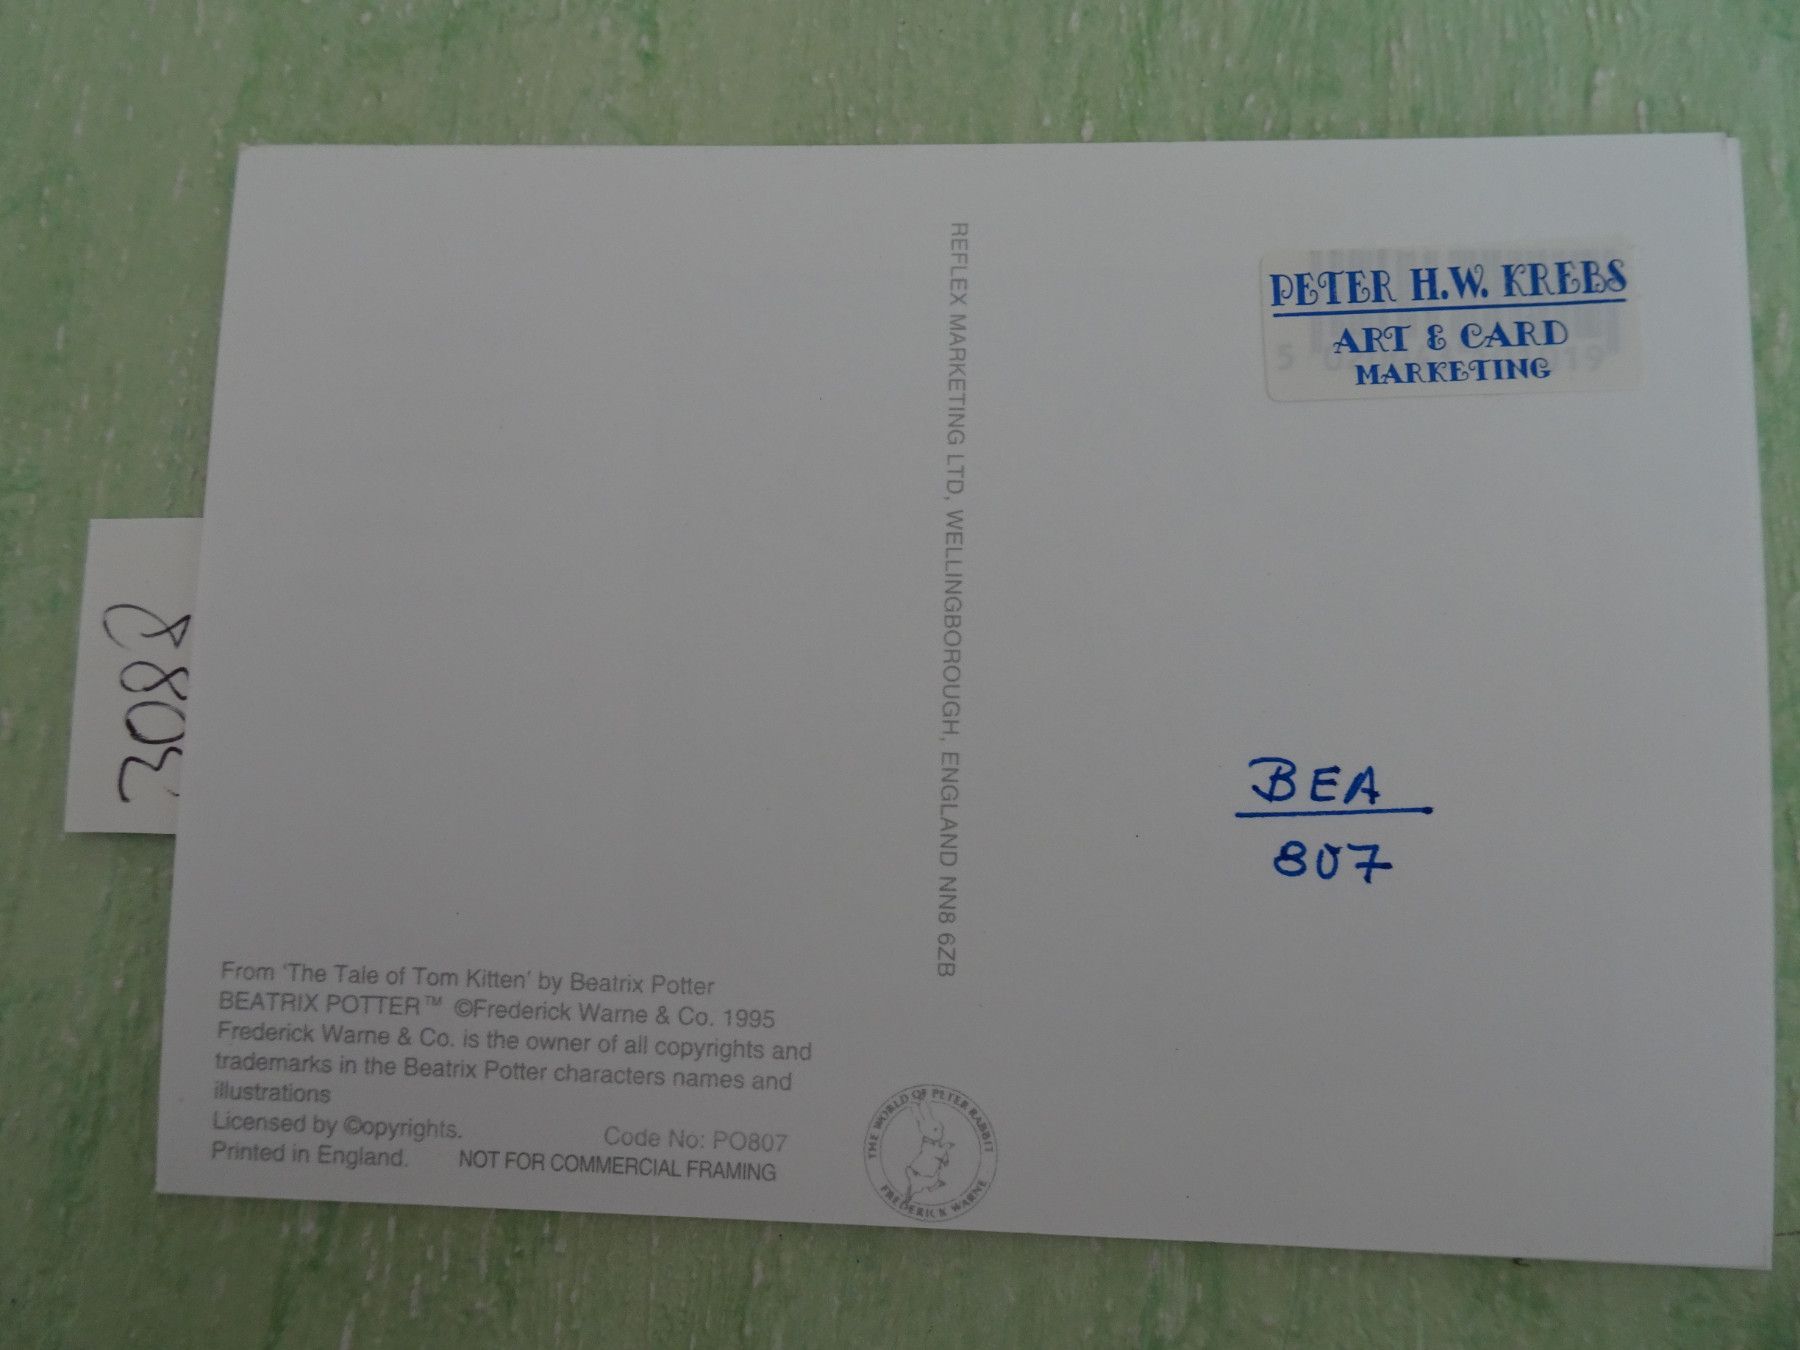 PETER H.W. KREBS
ART & CARD
MARKETING
REFLEX MARKETING LTD, WELLINGBOROUGH, ENGLAND NN8 6ZB
3088
BEA
807
From 'The Tale of Tom Kitten' by Beatrix Potter
BEATRIX POTTER™ ©Frederick Warne & Co. 1995
Frederick Warne & Co. is the owner of all copyrights and
trademarks in the Beatrix Potter characters names and
illustrations
Licensed by ©opyrights.
Code No: PO807
Printed in England.
NOT FOR COMMERCIAL FRAMING
THE WORLD OF PETER RABBIT
FREDERICK WARNE